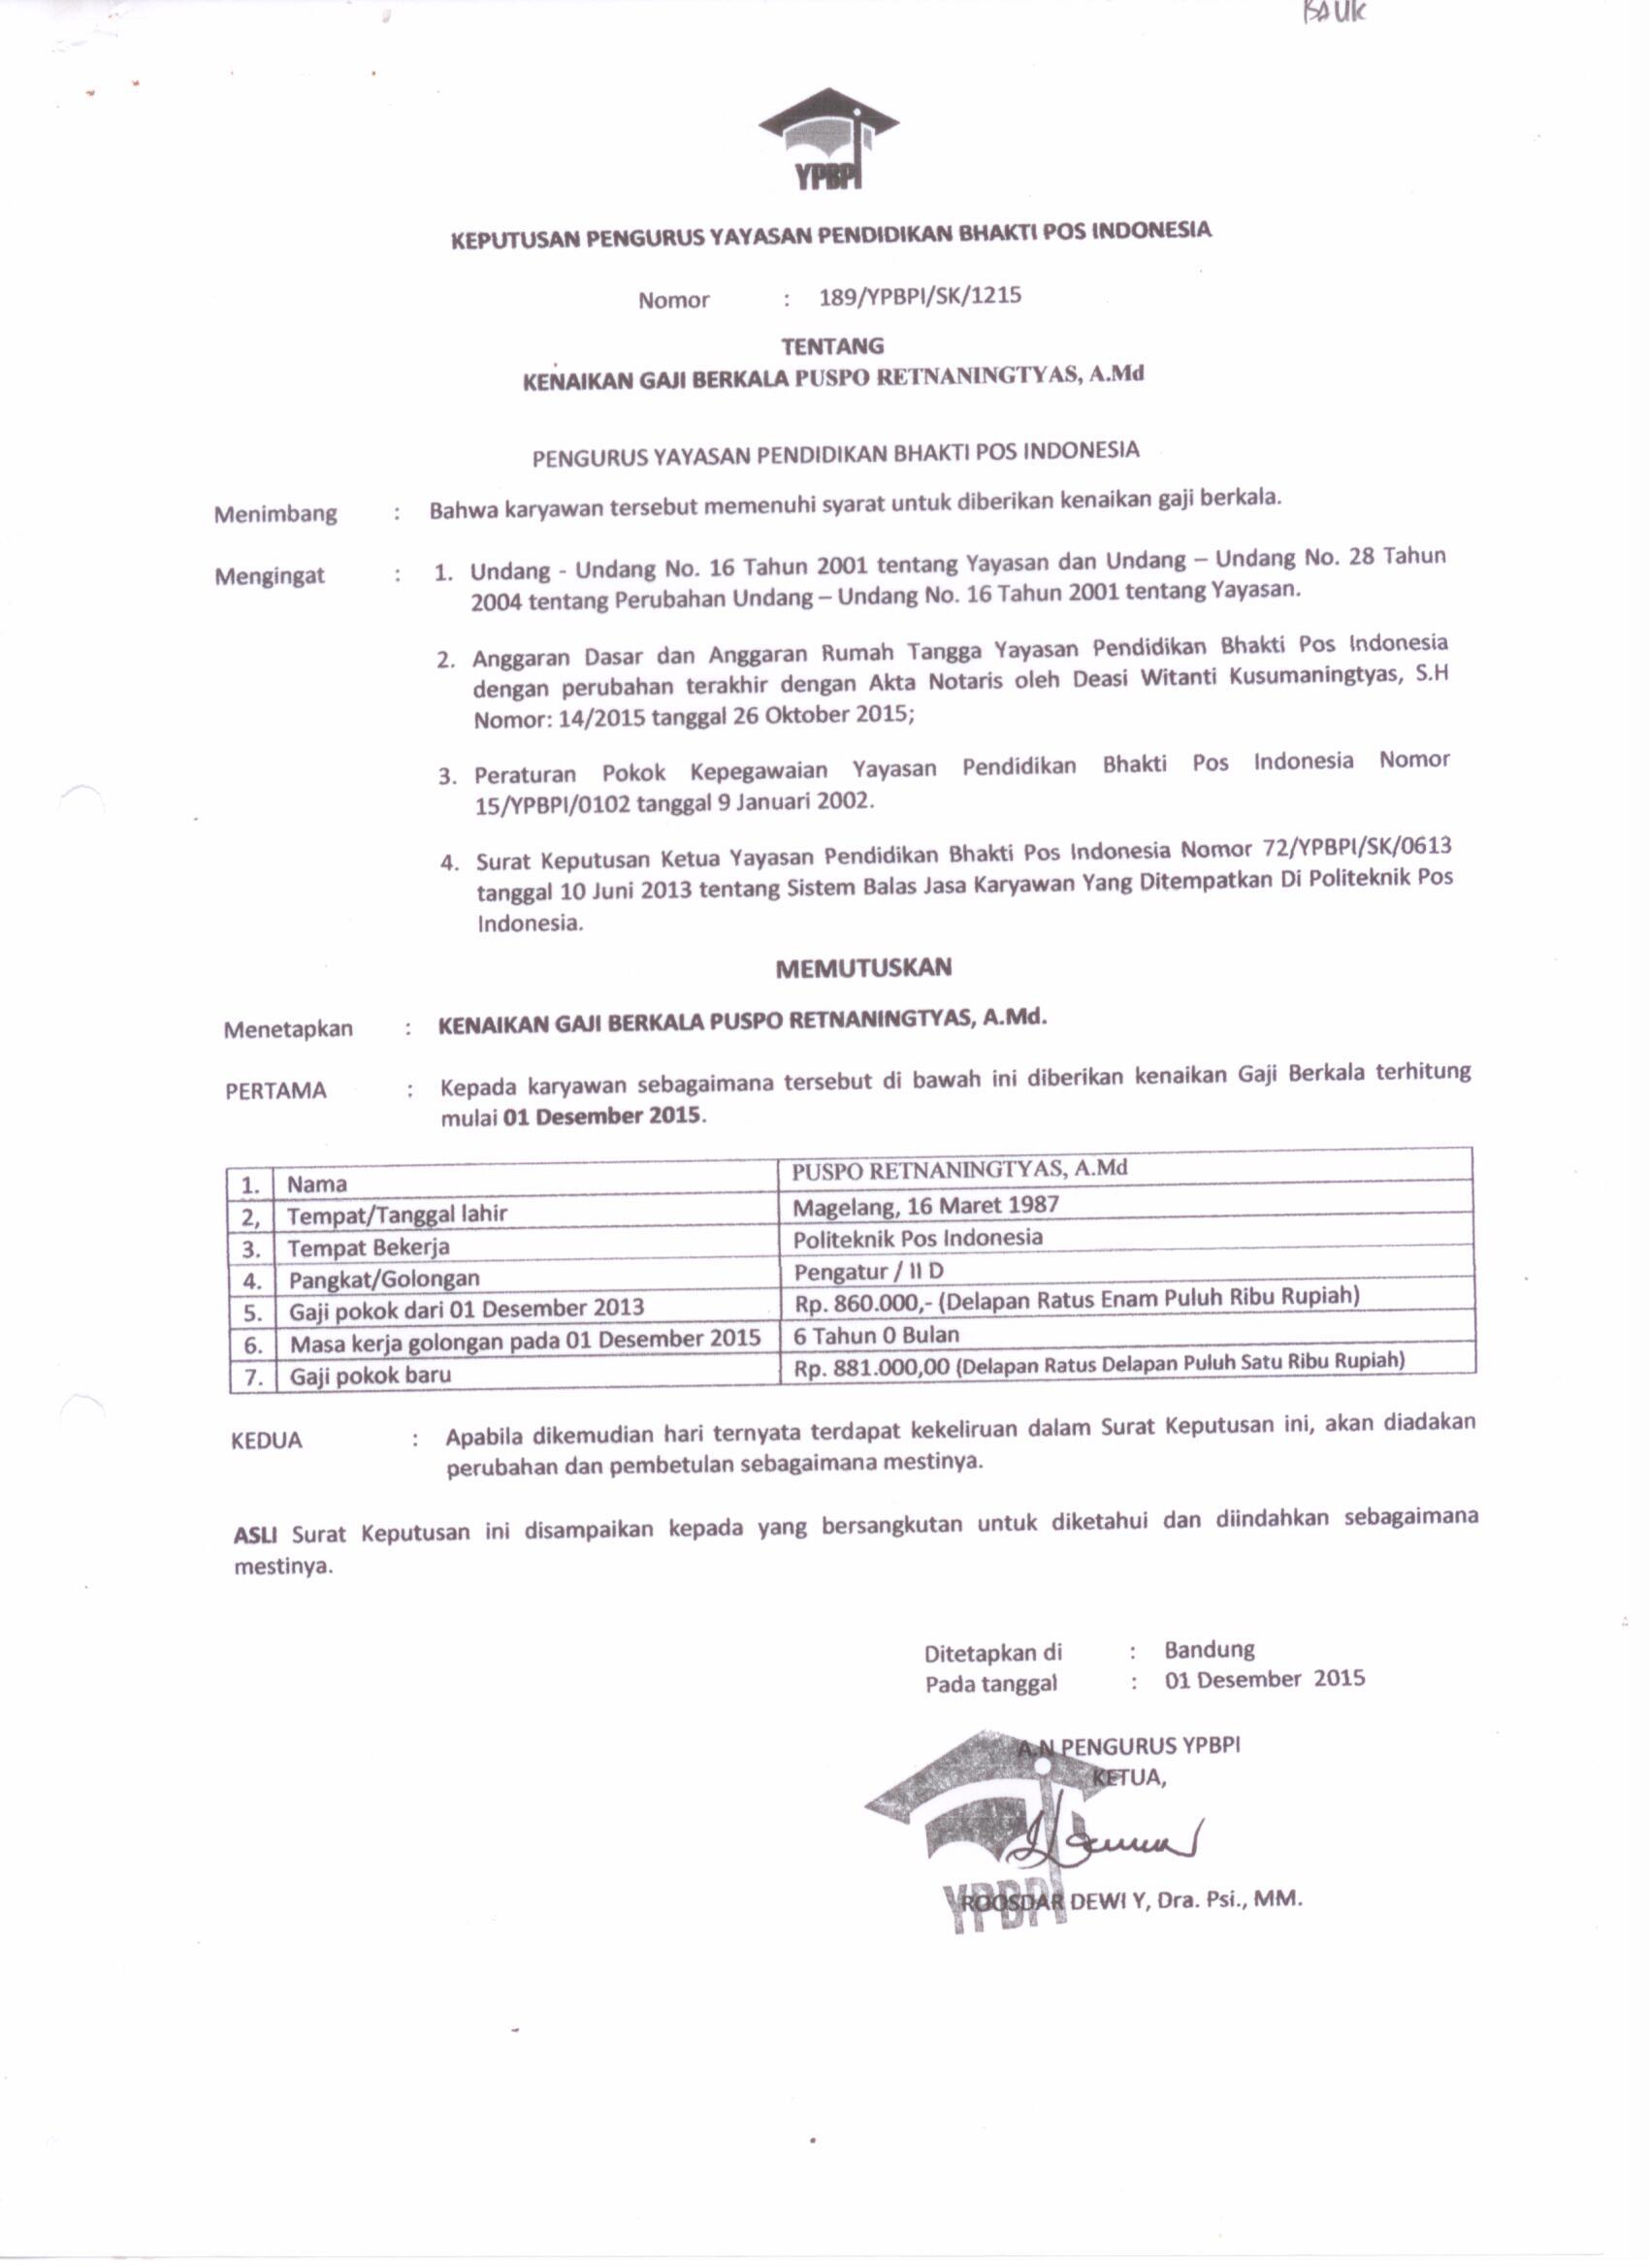 BAUK
YPBPI
KEPUTUSAN PENGURUS YAYASAN PENDIDIKAN BHAKTI POS INDONESIA
Nomor : 189/YPBPI/SK/1215
TENTANG
KENAIKAN GAJI BERKALA PUSPO RETNANINGTYAS, A.Md
PENGURUS YAYASAN PENDIDIKAN BHAKTI POS INDONESIA
Menimbang : Bahwa karyawan tersebut memenuhi syarat untuk diberikan kenaikan gaji berkala.
Mengingat : 1. Undang - Undang No. 16 Tahun 2001 tentang Yayasan dan Undang – Undang No. 28 Tahun
2004 tentang Perubahan Undang – Undang No. 16 Tahun 2001 tentang Yayasan.
2. Anggaran Dasar dan Anggaran Rumah Tangga Yayasan Pendidikan Bhakti Pos Indonesia
dengan perubahan terakhir dengan Akta Notaris oleh Deasi Witanti Kusumaningtyas, S.H
Nomor: 14/2015 tanggal 26 Oktober 2015;
3. Peraturan Pokok Kepegawaian Yayasan Pendidikan Bhakti Pos Indonesia Nomor
15/YPBPI/0102 tanggal 9 Januari 2002.
4. Surat Keputusan Ketua Yayasan Pendidikan Bhakti Pos Indonesia Nomor 72/YPBPI/SK/0613
tanggal 10 Juni 2013 tentang Sistem Balas Jasa Karyawan Yang Ditempatkan Di Politeknik Pos
Indonesia.
MEMUTUSKAN
Menetapkan : KENAIKAN GAJI BERKALA PUSPO RETNANINGTYAS, A.Md.
PERTAMA : Kepada karyawan sebagaimana tersebut di bawah ini diberikan kenaikan Gaji Berkala terhitung
mulai 01 Desember 2015.
1. Nama PUSPO RETNANINGTYAS, A.Md
2, Tempat/Tanggal lahir Magelang, 16 Maret 1987
3. Tempat Bekerja Politeknik Pos Indonesia
4. Pangkat/Golongan Pengatur / II D
5. Gaji pokok dari 01 Desember 2013 Rp. 860.000,- (Delapan Ratus Enam Puluh Ribu Rupiah)
6. Masa kerja golongan pada 01 Desember 2015 6 Tahun 0 Bulan
7. Gaji pokok baru Rp. 881.000,00 (Delapan Ratus Delapan Puluh Satu Ribu Rupiah)
KEDUA : Apabila dikemudian hari ternyata terdapat kekeliruan dalam Surat Keputusan ini, akan diadakan
perubahan dan pembetulan sebagaimana mestinya.
ASLI Surat Keputusan ini disampaikan kepada yang bersangkutan untuk diketahui dan diindahkan sebagaimana
mestinya.
Ditetapkan di : Bandung
Pada tanggal : 01 Desember 2015
A.N PENGURUS YPBPI
KETUA,
YPBPI
ROOSDAR DEWI Y, Dra. Psi., MM.